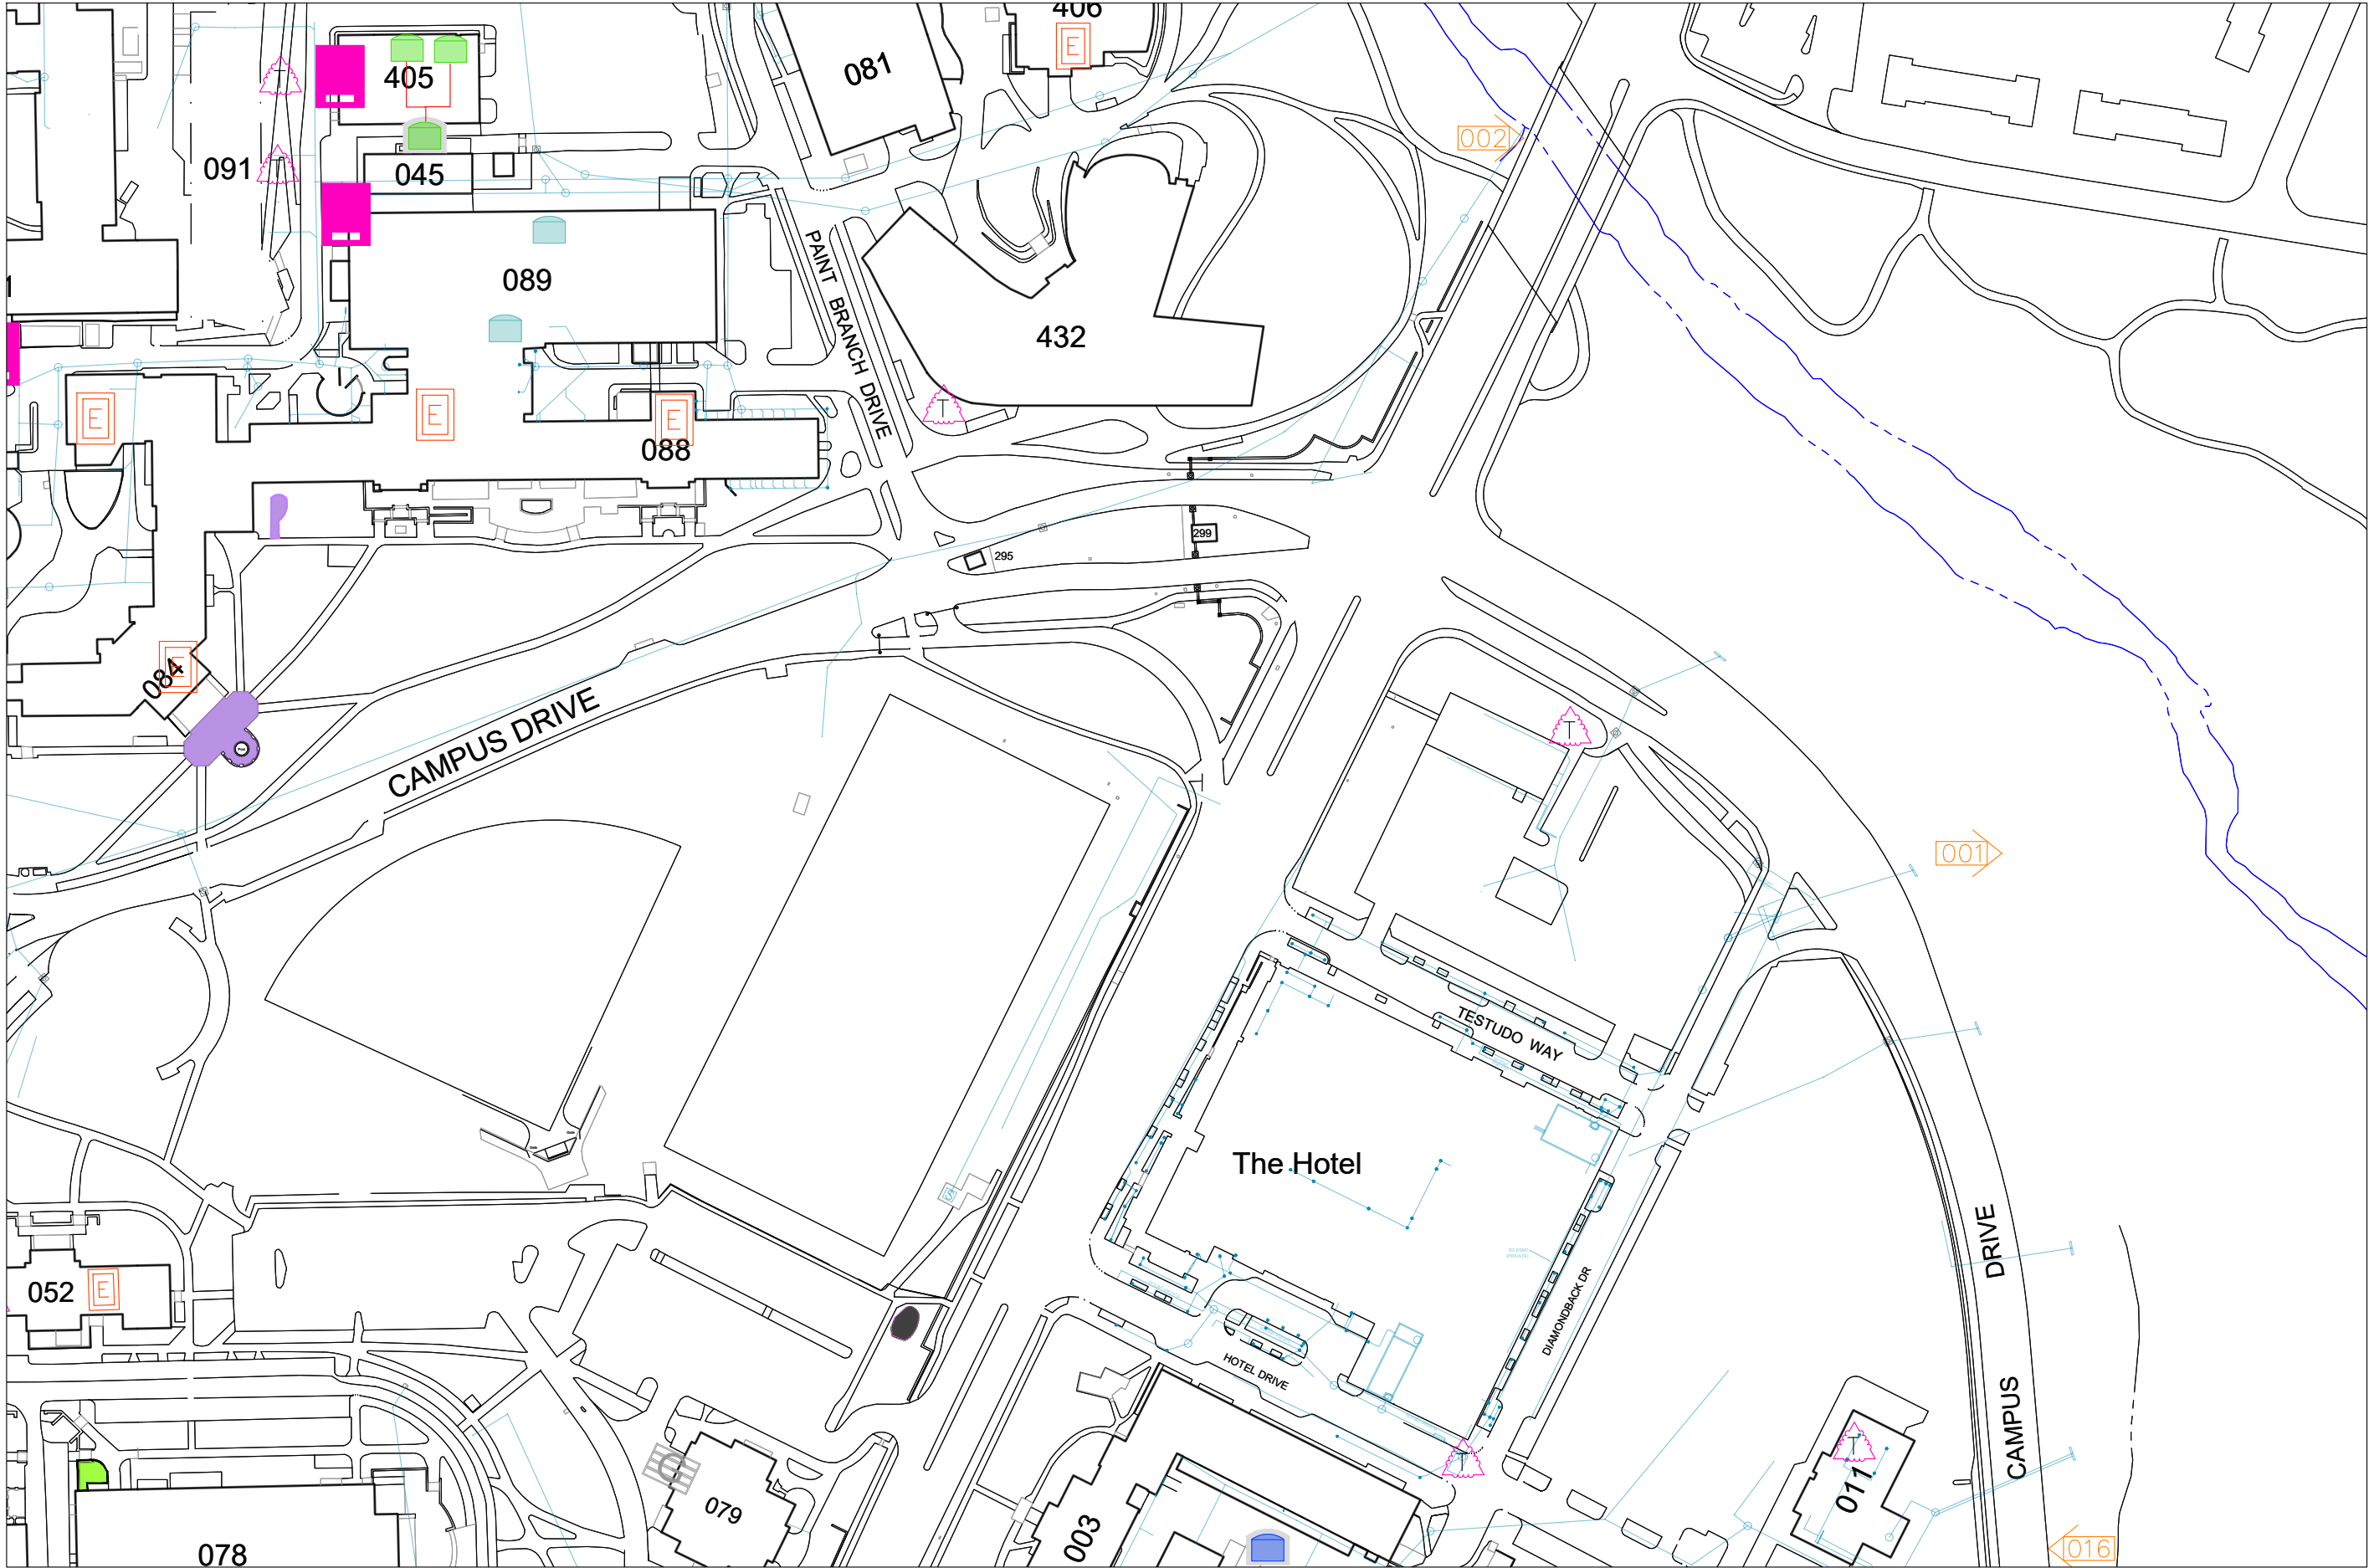 406
E
081
405
T
002
091
T
045
PAINT BRANCH DRIVE
089
1
432
E
E
E
T
088
299
295
E
084
CAMPUS DRIVE
T
001
TESTUDO WAY
The Hotel
S
DRIVE
052
E
DIAMONDBACK DR
HOTEL DRIVE
CAMPUS
T
T
011
079
003
078
016